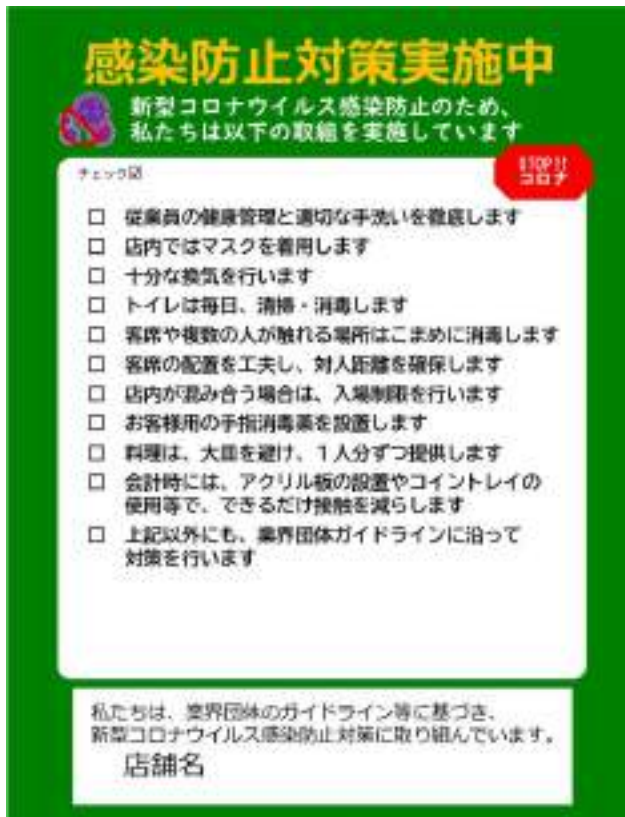 感染防止対策実施中
新型コロナウイルス感染防止のため、
私たちは以下の取組を実施しています
STOP!!
コロナ
チェック☑
□ 従業員の健康管理と適切な手洗いを徹底します
□ 店内ではマスクを着用します
□ 十分な換気を行います
□ トイレは毎日、清掃・消毒します
□ 客席や複数の人が触れる場所はこまめに消毒します
□ 客席の配置を工夫し、対人距離を確保します
□ 店内が混み合う場合は、入場制限を行います
□ お客様用の手指消毒薬を設置します
□ 料理は、大皿を避け、1人分ずつ提供します
□ 会計時には、アクリル板の設置やコイントレイの
使用等で、できるだけ接触を減らします
□ 上記以外にも、業界団体ガイドラインに沿って
対策を行います
私たちは、業界団体のガイドライン等に基づき、
新型コロナウイルス感染防止対策に取り組んでいます。
店舗名